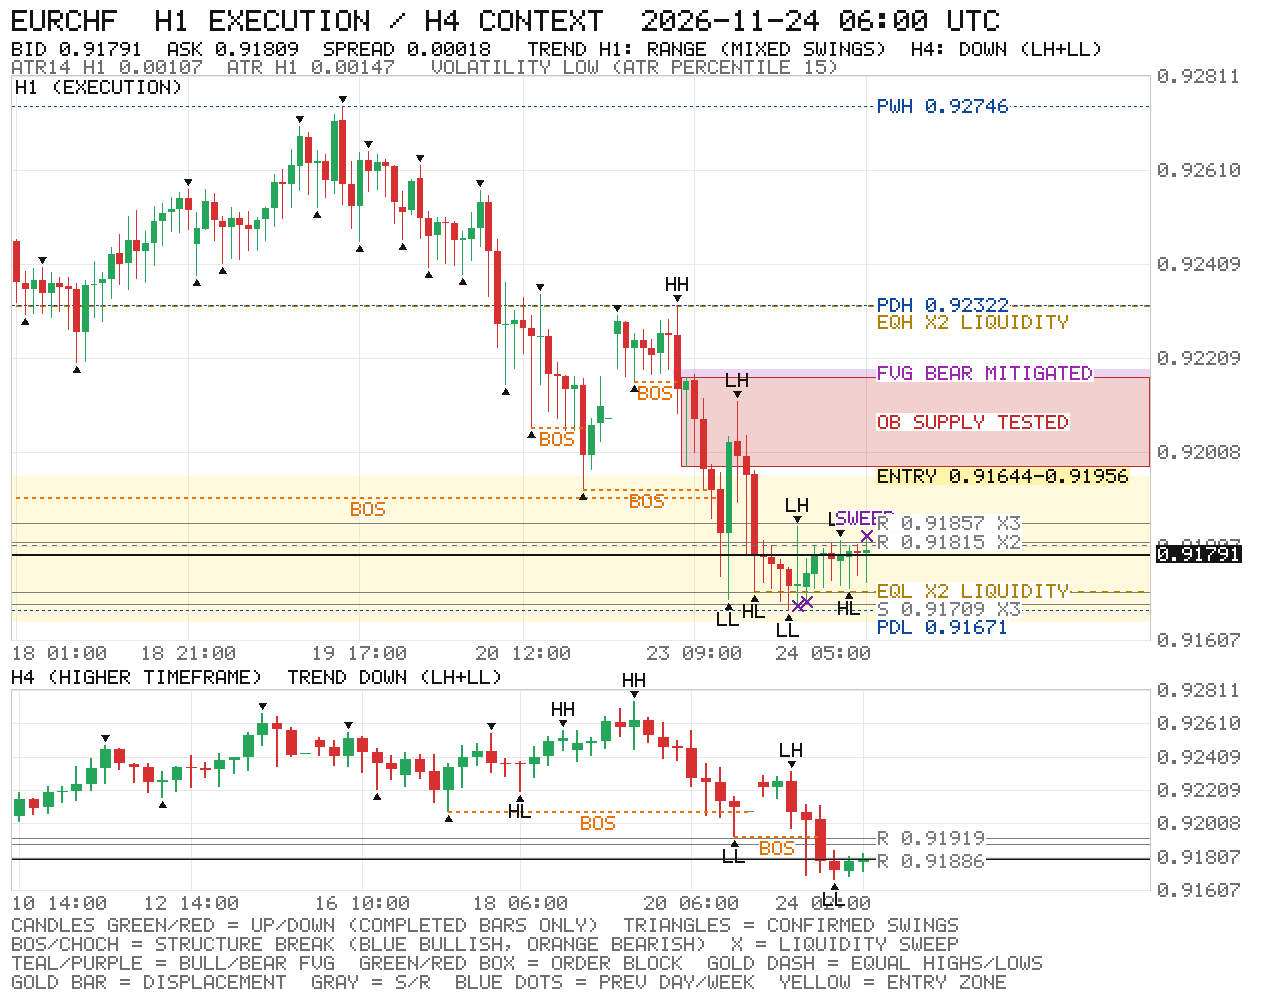 EURCHF  H1 EXECUTION / H4 CONTEXT  2026-11-24 06:00 UTC
BID 0.91791  ASK 0.91809  SPREAD 0.00018  TREND H1: RANGE (MIXED SWINGS)  H4: DOWN (LH+LL)
ATR14 H1 0.00107  ATR H1 0.00147  VOLATILITY LOW (ATR PERCENTILE 15)
H1 (EXECUTION)
0.92811
PWH 0.92746
0.92610
0.92409
HH
PDH 0.92322
EQH X2 LIQUIDITY
0.92209
FVG BEAR MITIGATED
LH
BOS
OB SUPPLY TESTED
BOS
0.92008
ENTRY 0.91644-0.91956
BOS
BOS
LH
SWEEP
R 0.91857 X3
R 0.91815 X2
0.91791
EQL X2 LIQUIDITY
HL
HL
S 0.91709 X3
LL
LL
PDL 0.91671
0.91607
18 01:00  18 21:00  19 17:00  20 12:00  23 09:00  24 05:00
H4 (HIGHER TIMEFRAME)  TREND DOWN (LH+LL)
HH
0.92811
HH
0.92610
LH
0.92409
0.92209
HL
BOS
0.92008
R 0.91919
BOS
LL
R 0.91886
0.91807
LL
0.91607
10 14:00  12 14:00  16 10:00  18 06:00  20 06:00  24 02:00
CANDLES GREEN/RED = UP/DOWN (COMPLETED BARS ONLY)  TRIANGLES = CONFIRMED SWINGS
BOS/CHOCH = STRUCTURE BREAK (BLUE BULLISH, ORANGE BEARISH)  X = LIQUIDITY SWEEP
TEAL/PURPLE = BULL/BEAR FVG  GREEN/RED BOX = ORDER BLOCK  GOLD DASH = EQUAL HIGHS/LOWS
GOLD BAR = DISPLACEMENT  GRAY = S/R  BLUE DOTS = PREV DAY/WEEK  YELLOW = ENTRY ZONE